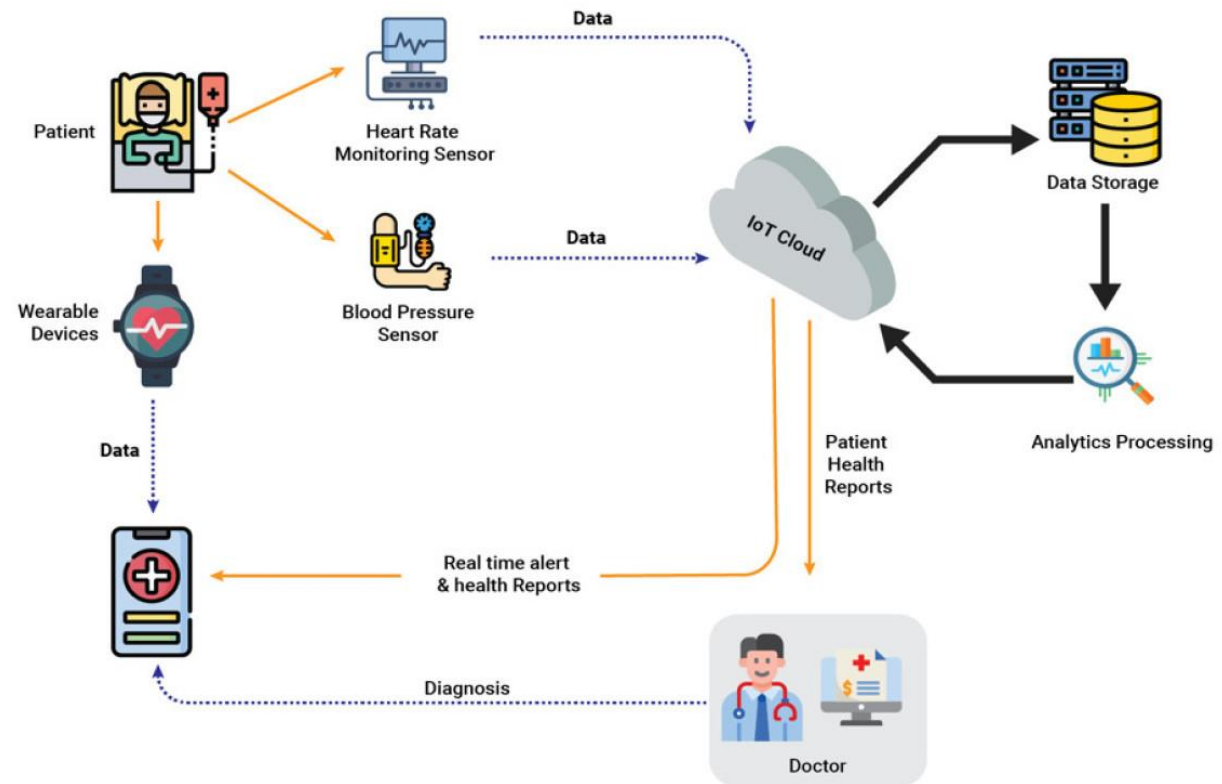 Data
Patient
Heart Rate
Monitoring Sensor
Data Storage
IoT Cloud
Data
Wearable
Devices
Blood Pressure
Sensor
Data
Patient
Health
Reports
Analytics Processing
Real time alert
& health Reports
Diagnosis
Doctor